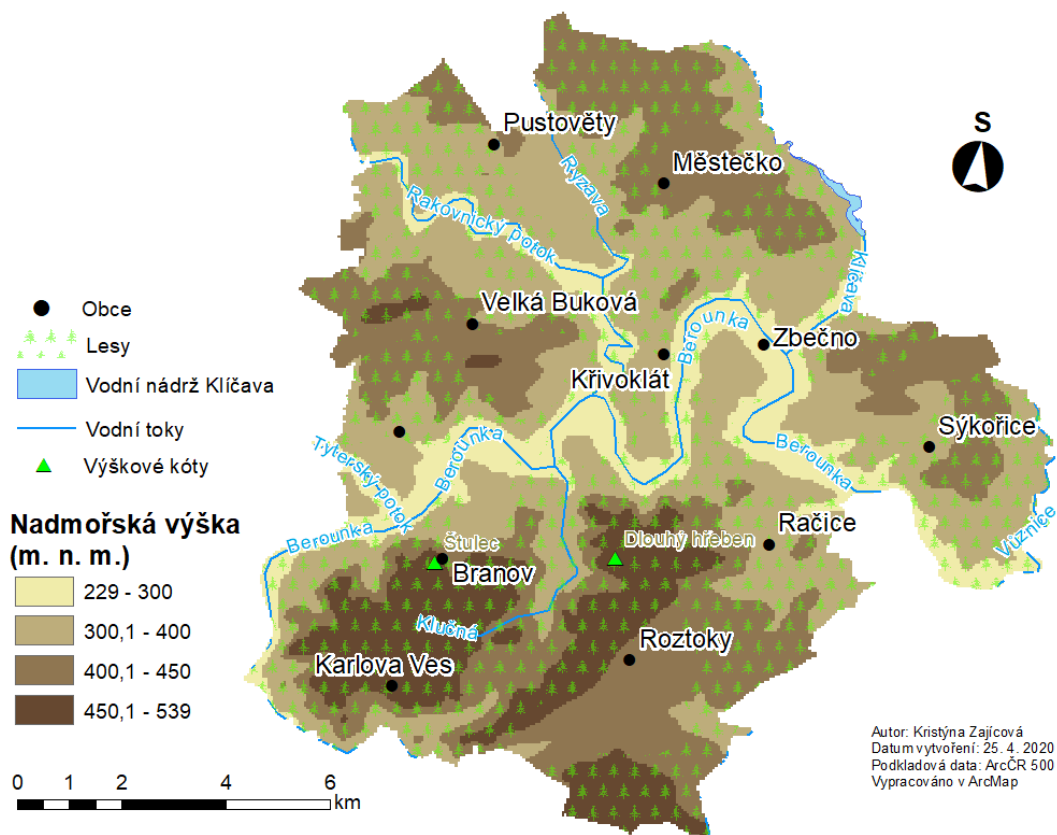 S
Pustověty
Městečko
Ryzava
Rakovnický potok
Klíčava
Velká Buková
Berounka
Zbečno
Křivoklát
Sýkořice
Berounka
Berounka
Tyterský potok
Berounka
Vůznice
Račice
Štulec
Dlouhý hřeben
Branov
Klučná
Roztoky
Karlova Ves
Obce
Lesy
Vodní nádrž Klíčava
Vodní toky
Výškové kóty
Nadmořská výška
(m. n. m.)
229 - 300
300,1 - 400
400,1 - 450
450,1 - 539
0 1 2 4 6
km
Autor: Kristýna Zajícová
Datum vytvoření: 25. 4. 2020
Podkladová data: ArcČR 500
Vypracováno v ArcMap